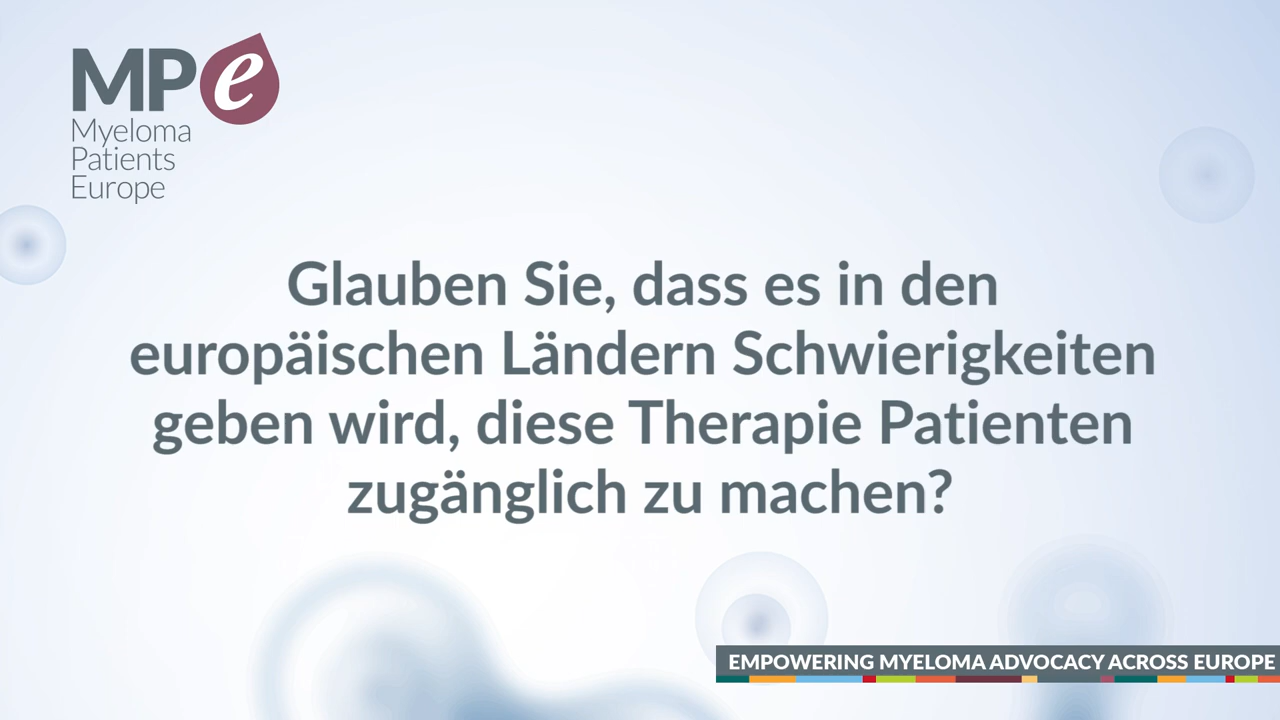 MPe
Myeloma
Patients
Europe
Glauben Sie, dass es in den
europäischen Ländern Schwierigkeiten
geben wird, diese Therapie Patienten
zugänglich zu machen?
EMPOWERING MYELOMA ADVOCACY ACROSS EUROPE